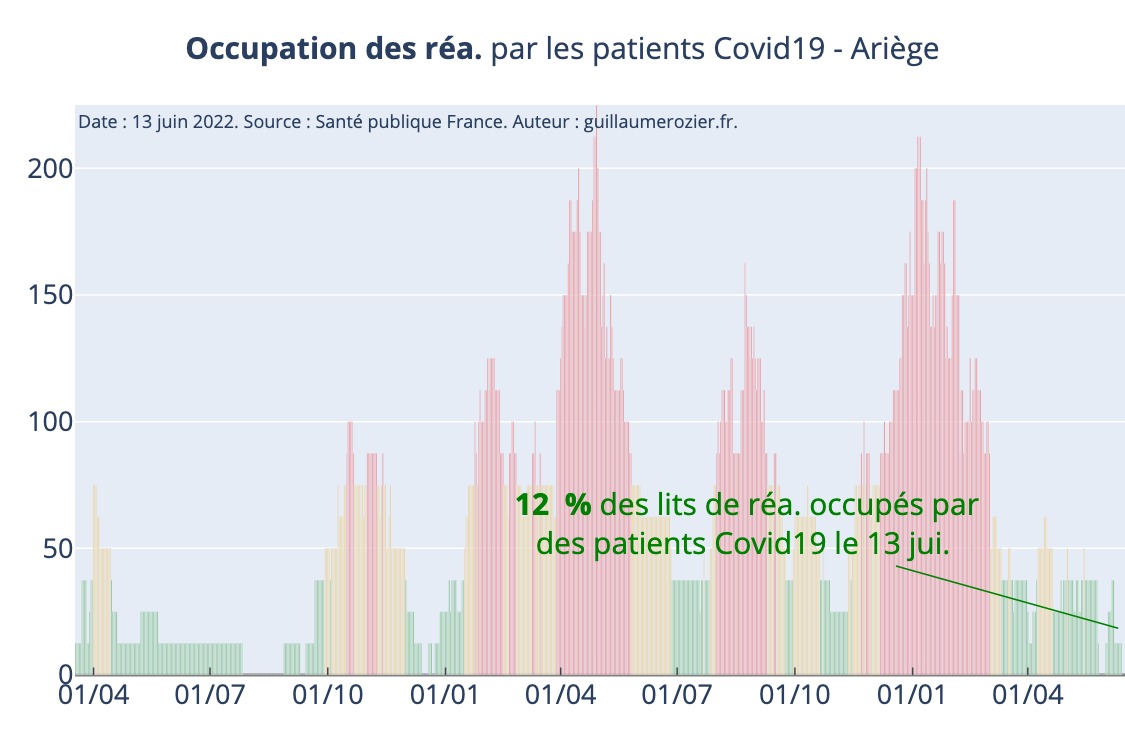 Occupation des réa. par les patients Covid19 - Ariège
Date : 13 juin 2022. Source : Santé publique France. Auteur : guillaumerozier.fr.
200
150
100
50
0
12 % des lits de réa. occupés par
des patients Covid19 le 13 jui.
01/04 01/07 01/10 01/01 01/04 01/07 01/10 01/01 01/04